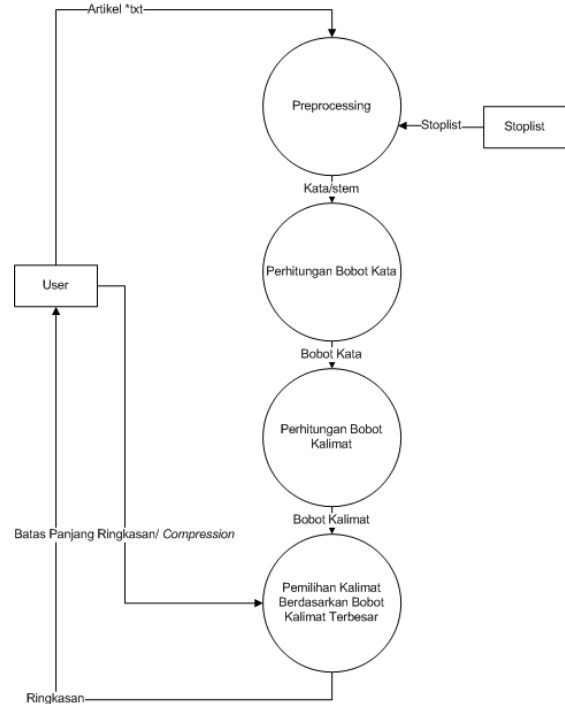 Artikel *txt
Preprocessing
Stoplist
Stoplist
Kata/stem
Perhitungan Bobot Kata
User
Bobot Kata
Perhitungan Bobot
Kalimat
Bobot Kalimat
Batas Panjang Ringkasan/ Compression
Pemilihan Kalimat
Berdasarkan Bobot
Kalimat Terbesar
Ringkasan